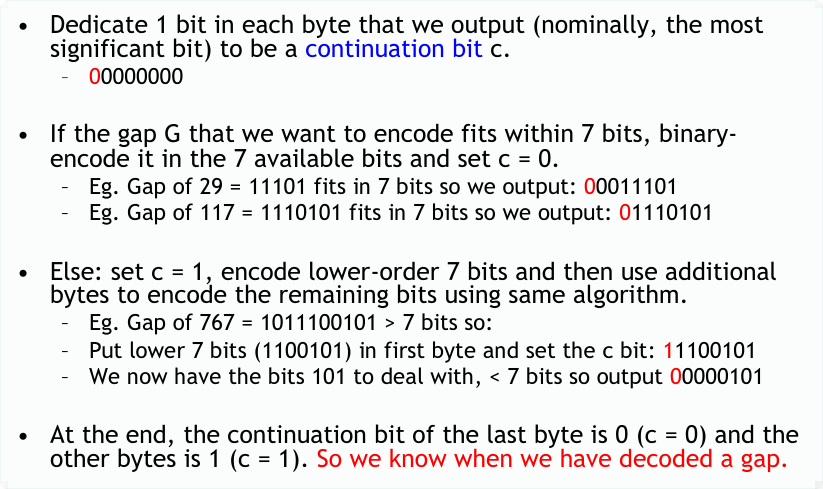 • Dedicate 1 bit in each byte that we output (nominally, the most
significant bit) to be a continuation bit c.
– 00000000
• If the gap G that we want to encode fits within 7 bits, binary-
encode it in the 7 available bits and set c = 0.
– Eg. Gap of 29 = 11101 fits in 7 bits so we output: 00011101
– Eg. Gap of 117 = 1110101 fits in 7 bits so we output: 01110101
• Else: set c = 1, encode lower-order 7 bits and then use additional
bytes to encode the remaining bits using same algorithm.
– Eg. Gap of 767 = 1011100101 > 7 bits so:
– Put lower 7 bits (1100101) in first byte and set the c bit: 11100101
– We now have the bits 101 to deal with, < 7 bits so output 00000101
• At the end, the continuation bit of the last byte is 0 (c = 0) and the
other bytes is 1 (c = 1). So we know when we have decoded a gap.